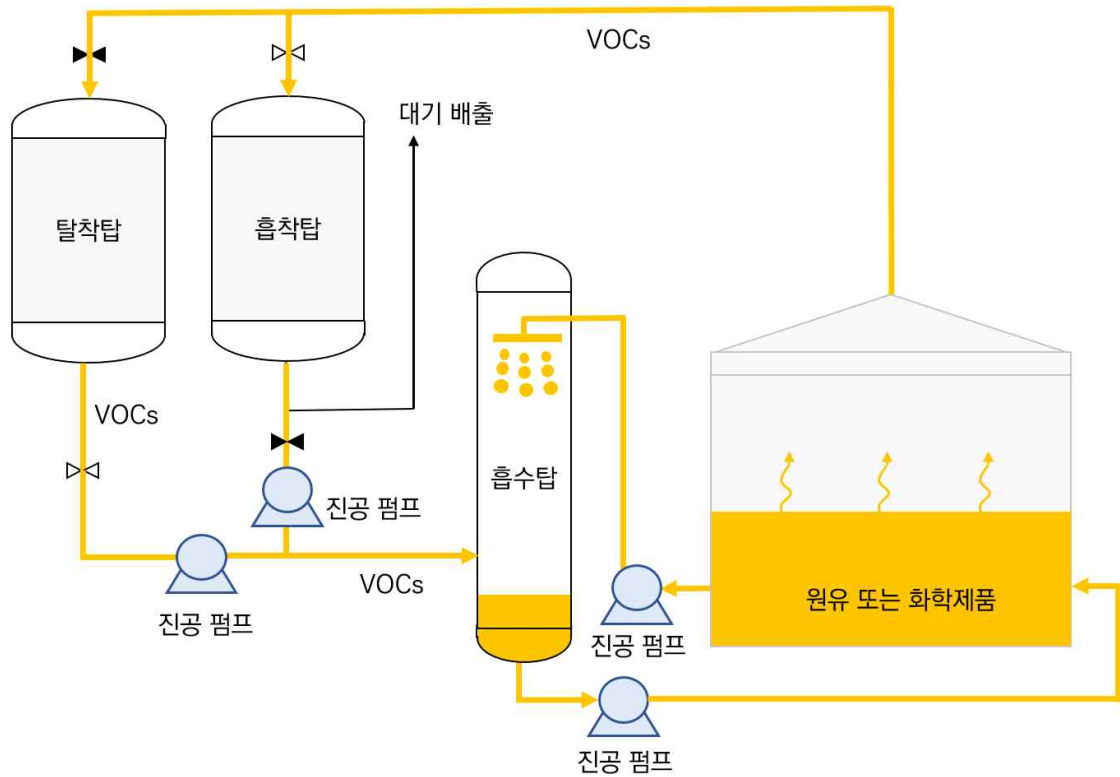 VOCs
대기 배출
탈착탑
흡착탑
VOCs
흡수탑
진공 펌프
VOCs
진공 펌프
원유 또는 화학제품
진공 펌프
진공 펌프